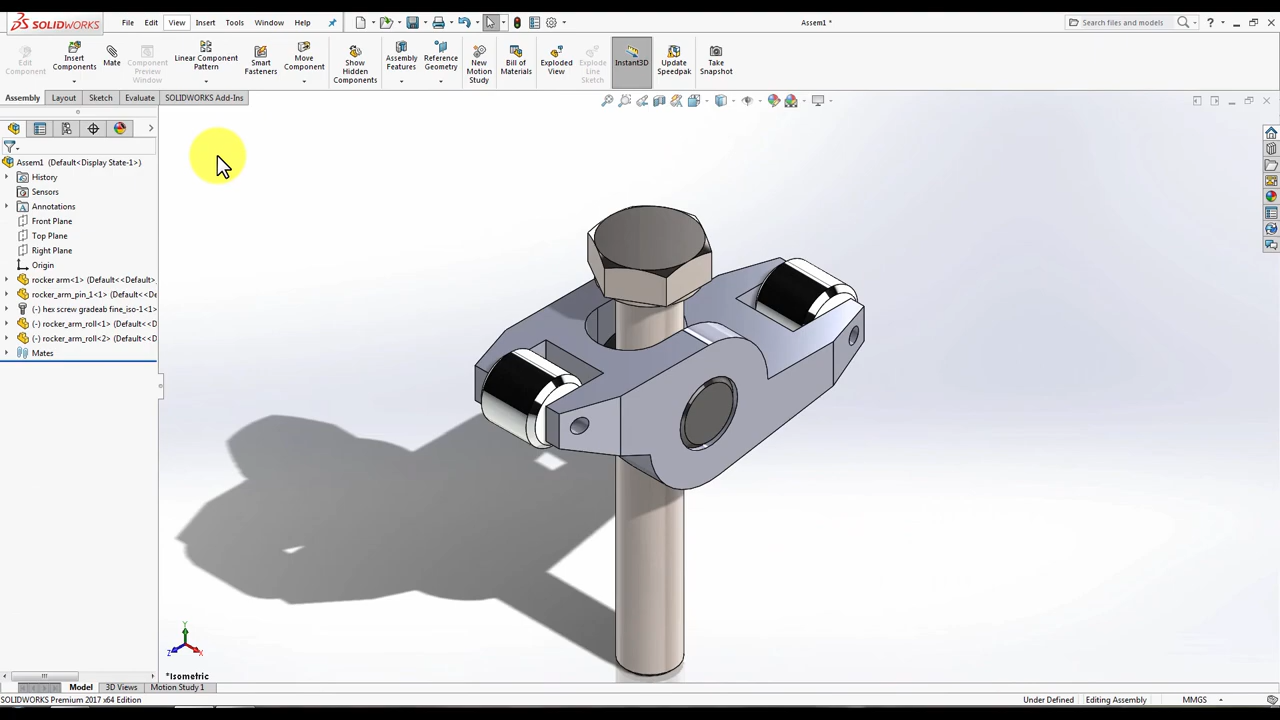 SOLIDWORKS
File Edit View Insert Tools Window Help
Assem1 *
Search files and models
Edit Component
Insert Components
Mate
Component Preview Window
Linear Component Pattern
Smart Fasteners
Move Component
Show Hidden Components
Assembly Features
Reference Geometry
New Motion Study
Bill of Materials
Exploded View
Explode Line Sketch
Instant3D
Update Speedpak
Take Snapshot
Assembly Layout Sketch Evaluate SOLIDWORKS Add-Ins
Assem1 (Default<Display State-1>)
History
Sensors
Annotations
Front Plane
Top Plane
Right Plane
Origin
rocker arm<1> (Default<<Default>
rocker_arm_pin_1<1> (Default<<De
(-) hex screw gradeab fine_iso-1<1>
(-) rocker_arm_roll<1> (Default<<D
(-) rocker_arm_roll<2> (Default<<D
Mates
Y
Z X
*Isometric
Model 3D Views Motion Study 1
SOLIDWORKS Premium 2017 x64 Edition
Under Defined Editing Assembly MMGS